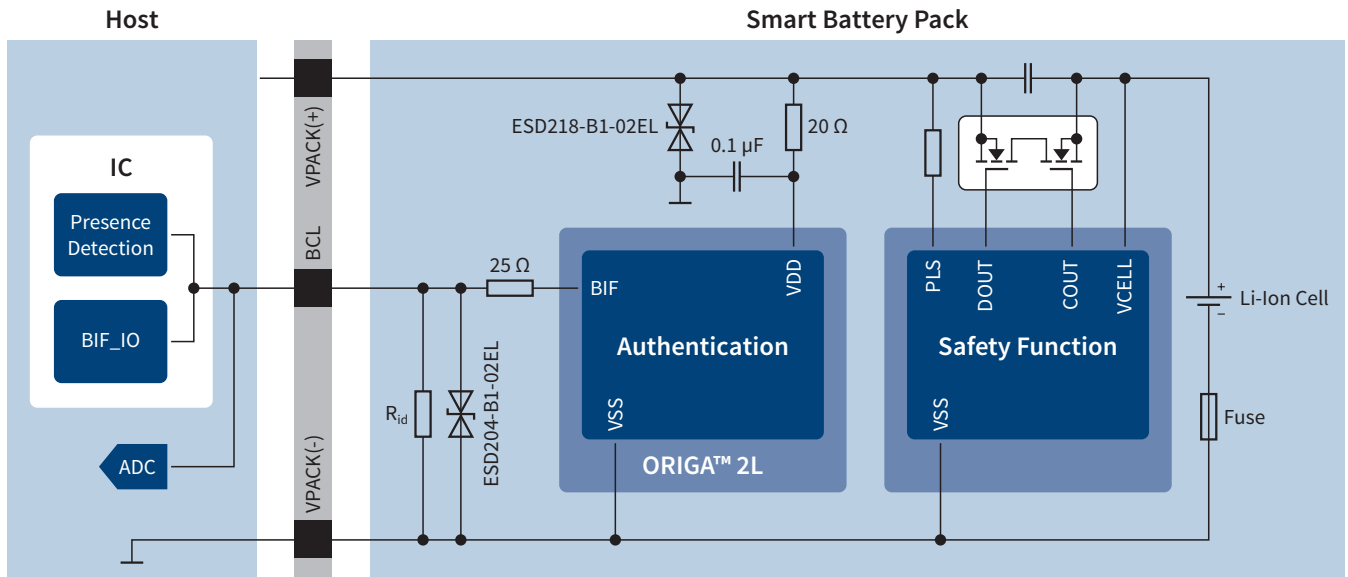 Host
Smart Battery Pack
VPACK(+)
ESD218-B1-02EL
20 Ω
0.1 µF
IC
Presence
Detection
BIF_IO
ADC
BCL
VPACK(-)
25 Ω
R_id
ESD204-B1-02EL
BIF
VDD
Authentication
VSS
ORIGA™ 2L
PLS
DOUT
COUT
VCELL
Safety Function
VSS
+
Li-Ion Cell
−
Fuse